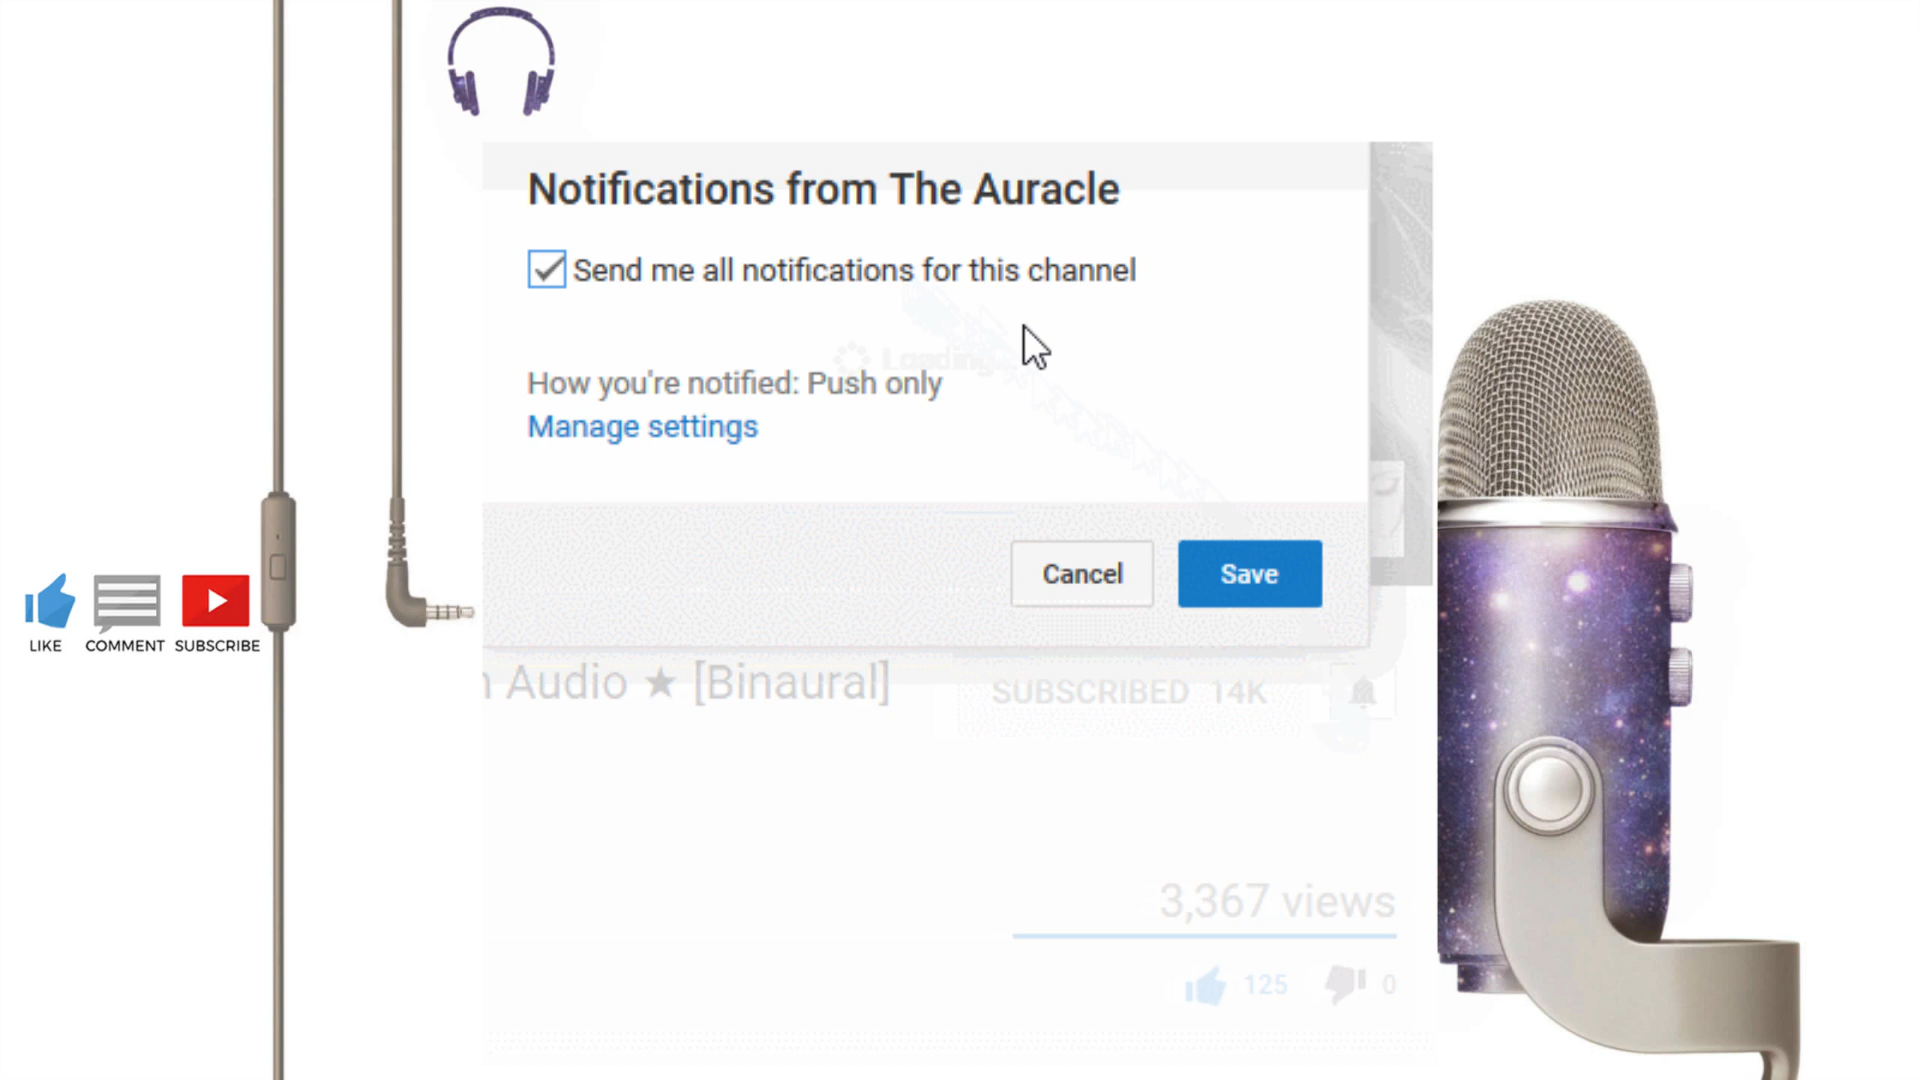 Notifications from The Auracle
Send me all notifications for this channel
Loading...
How you're notified: Push only
Manage settings
Cancel
Save
LIKE
COMMENT
SUBSCRIBE
Audio ★ [Binaural]
SUBSCRIBED 14K
3,367 views
125
0